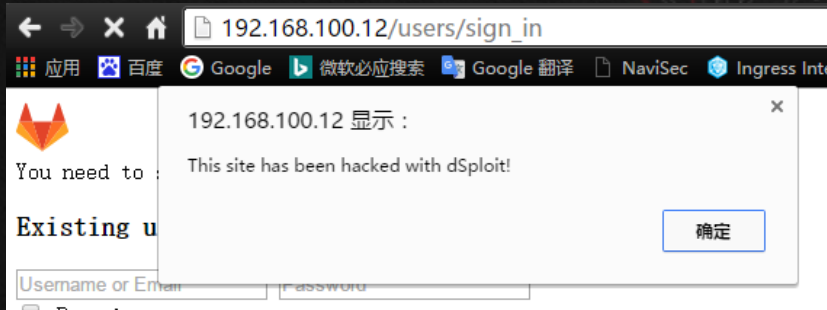 192.168.100.12/users/sign_in
应用 百度 Google 微软必应搜索 Google 翻译 NaviSec Ingress Inte
192.168.100.12 显示：
This site has been hacked with dSploit!
You need to
确定
Existing u
Username or Email Password